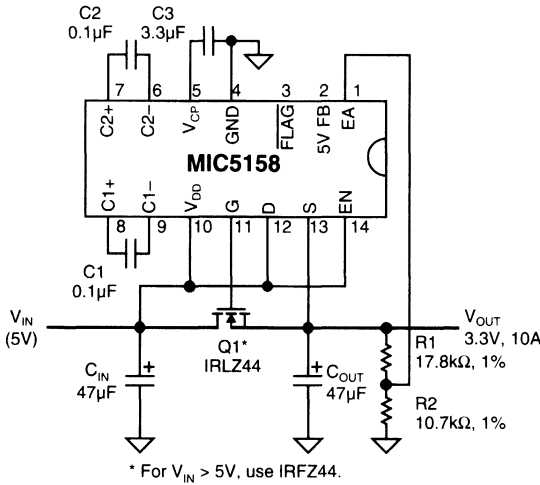 C2
0.1µF
C3
3.3µF
7
6
5
4
3
2
1
C2+
C2–
VCP
GND
FLAG
5V FB
EA
MIC5158
C1+
C1–
VDD
G
D
S
EN
8
9
10
11
12
13
14
C1
0.1µF
VIN
(5V)
Q1*
IRLZ44
VOUT
3.3V, 10A
R1
17.8kΩ, 1%
CIN
47µF
+
COUT
47µF
+
R2
10.7kΩ, 1%
* For VIN > 5V, use IRFZ44.